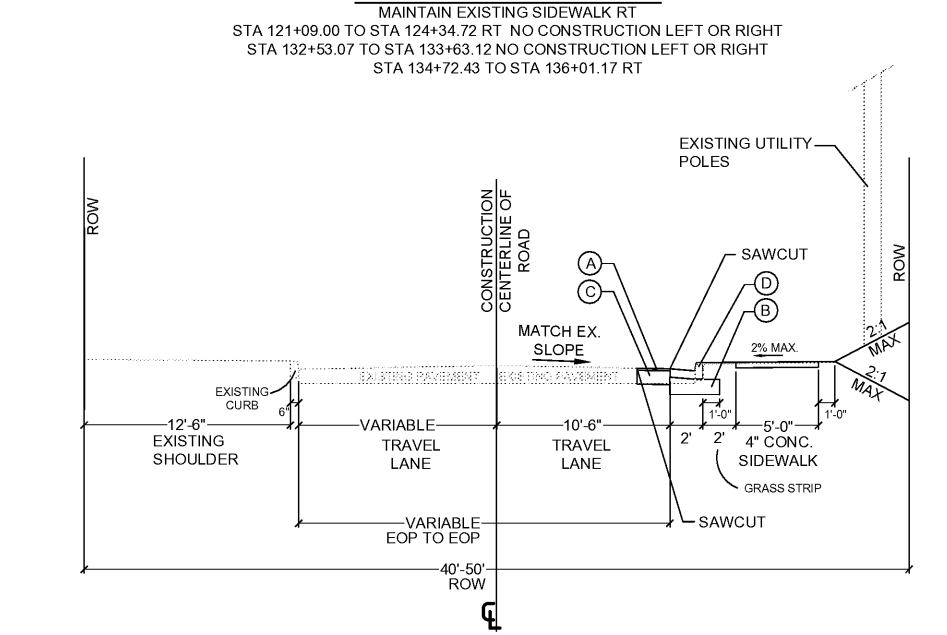 MAINTAIN EXISTING SIDEWALK RT
STA 121+09.00 TO STA 124+34.72 RT NO CONSTRUCTION LEFT OR RIGHT
STA 132+53.07 TO STA 133+63.12 NO CONSTRUCTION LEFT OR RIGHT
STA 134+72.43 TO STA 136+01.17 RT
EXISTING UTILITY
POLES
ROW
CONSTRUCTION
CENTERLINE OF
ROAD
ROW
SAWCUT
A
C
D
B
MATCH EX.
SLOPE
2% MAX.
2:1
MAX
2:1
MAX
EXISTING PAVEMENT
EXISTING PAVEMENT
EXISTING
CURB
6"
1'-0"
1'-0"
12'-6"
EXISTING
SHOULDER
VARIABLE
TRAVEL
LANE
10'-6"
TRAVEL
LANE
2'
2'
5'-0"
4" CONC.
SIDEWALK
GRASS STRIP
SAWCUT
VARIABLE
EOP TO EOP
40'-50'
ROW
CL